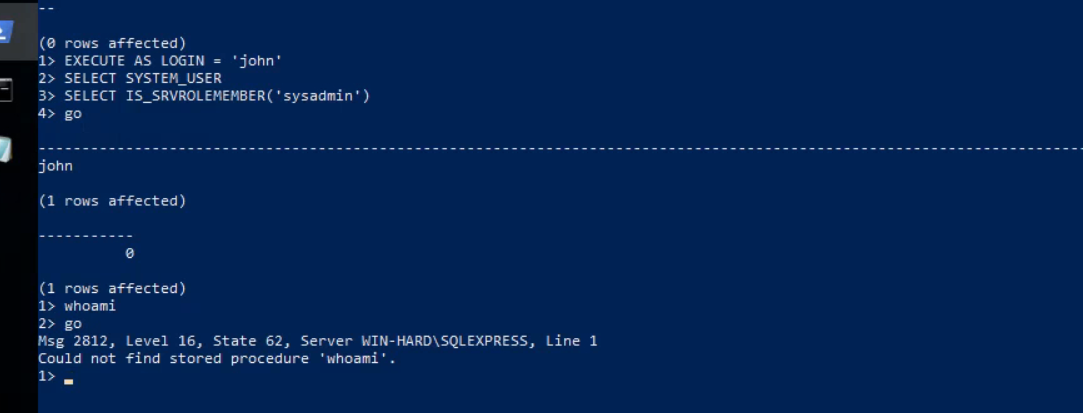 --
(0 rows affected)
1> EXECUTE AS LOGIN = 'john'
2> SELECT SYSTEM_USER
3> SELECT IS_SRVROLEMEMBER('sysadmin')
4> go
--------------------------------------------------------------------------------------------------------------------------------
john
(1 rows affected)
-----------
0
(1 rows affected)
1> whoami
2> go
Msg 2812, Level 16, State 62, Server WIN-HARD\SQLEXPRESS, Line 1
Could not find stored procedure 'whoami'.
1>